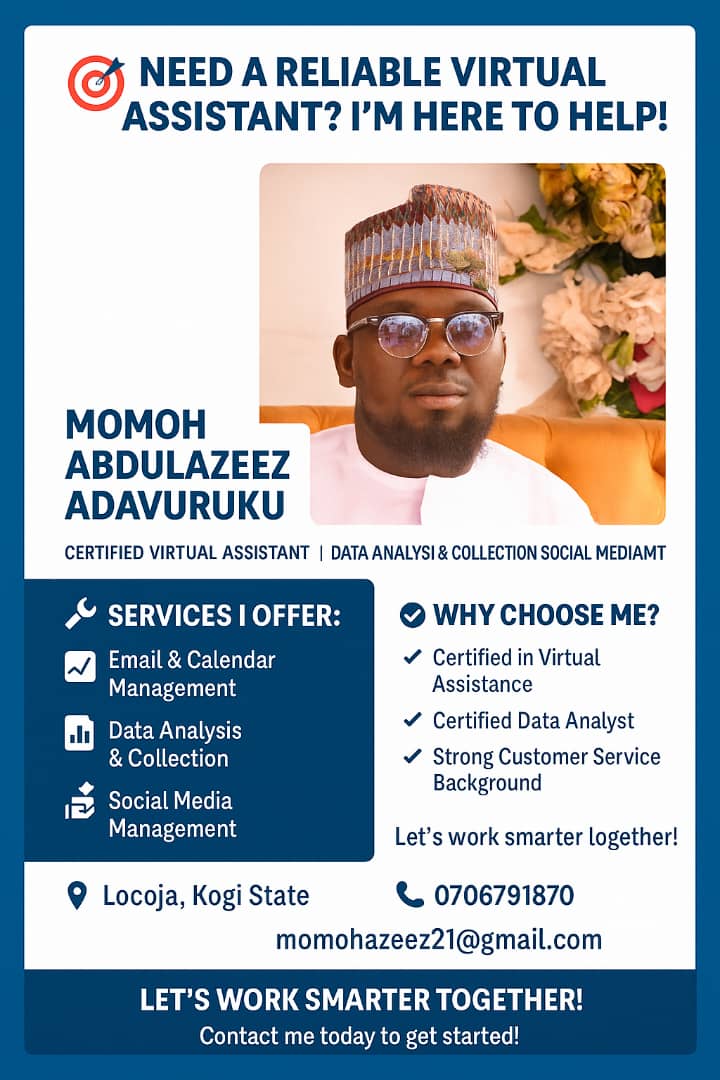 NEED A RELIABLE VIRTUAL
ASSISTANT? I'M HERE TO HELP!
MOMOH
ABDULAZEEZ
ADAVURUKU
CERTIFIED VIRTUAL ASSISTANT | DATA ANALYSI & COLLECTION SOCIAL MEDIAMT
SERVICES I OFFER:
Email & Calendar
Management
Data Analysis
& Collection
Social Media
Management
WHY CHOOSE ME?
Certified in Virtual
Assistance
Certified Data Analyst
Strong Customer Service
Background
Let's work smarter logether!
Locoja, Kogi State
0706791870
momohazeez21@gmail.com
LET'S WORK SMARTER TOGETHER!
Contact me today to get started!